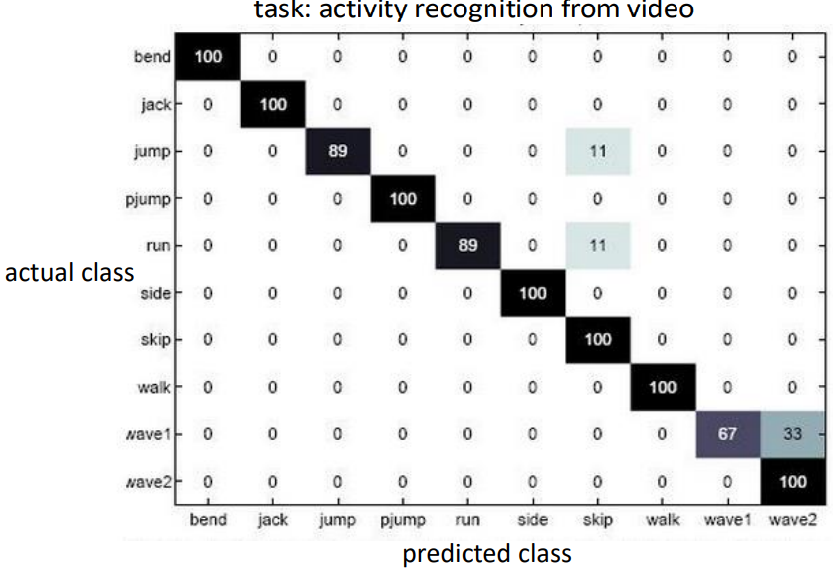 task: activity recognition from video
bend 100 0 0 0 0 0 0 0 0 0
jack 0 100 0 0 0 0 0 0 0 0
jump 0 0 89 0 0 0 11 0 0 0
pjump 0 0 0 100 0 0 0 0 0 0
run 0 0 0 0 89 0 11 0 0 0
actual class
side 0 0 0 0 0 100 0 0 0 0
skip 0 0 0 0 0 0 100 0 0 0
walk 0 0 0 0 0 0 0 100 0 0
wave1 0 0 0 0 0 0 0 0 67 33
wave2 0 0 0 0 0 0 0 0 0 100
bend jack jump pjump run side skip walk wave1 wave2
predicted class